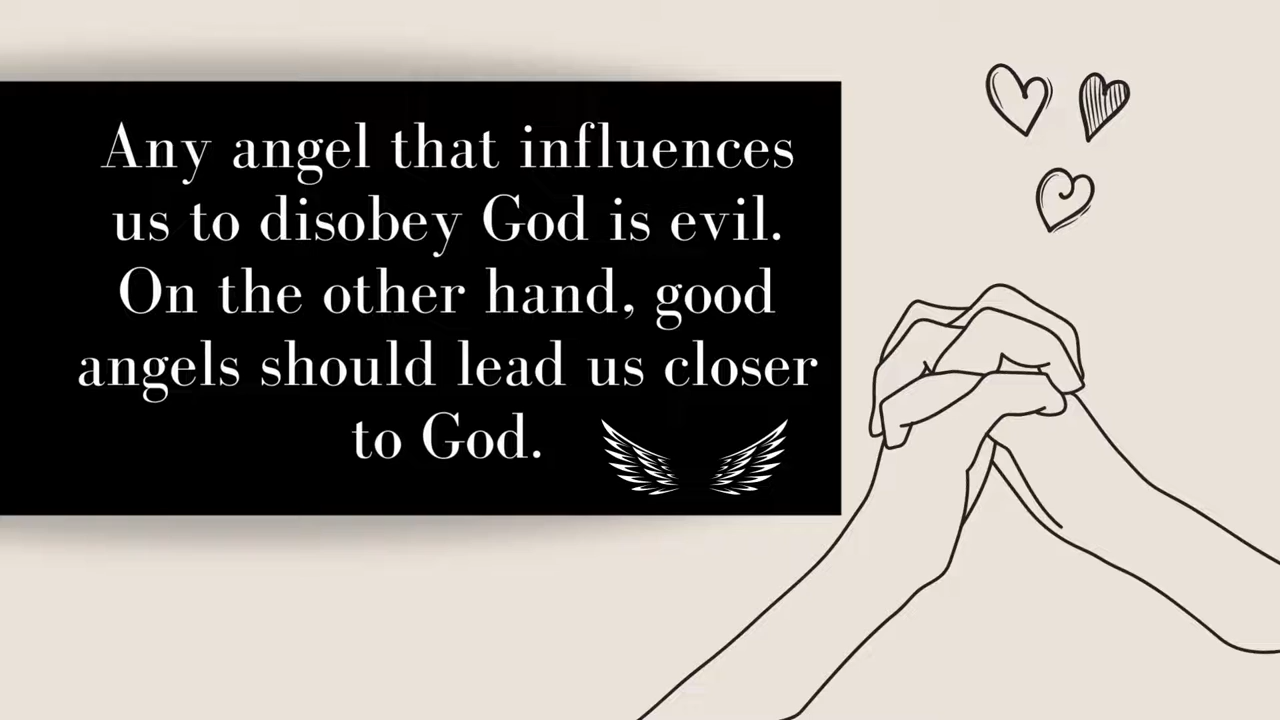 Any angel that influences
us to disobey God is evil.
On the other hand, good
angels should lead us closer
to God.